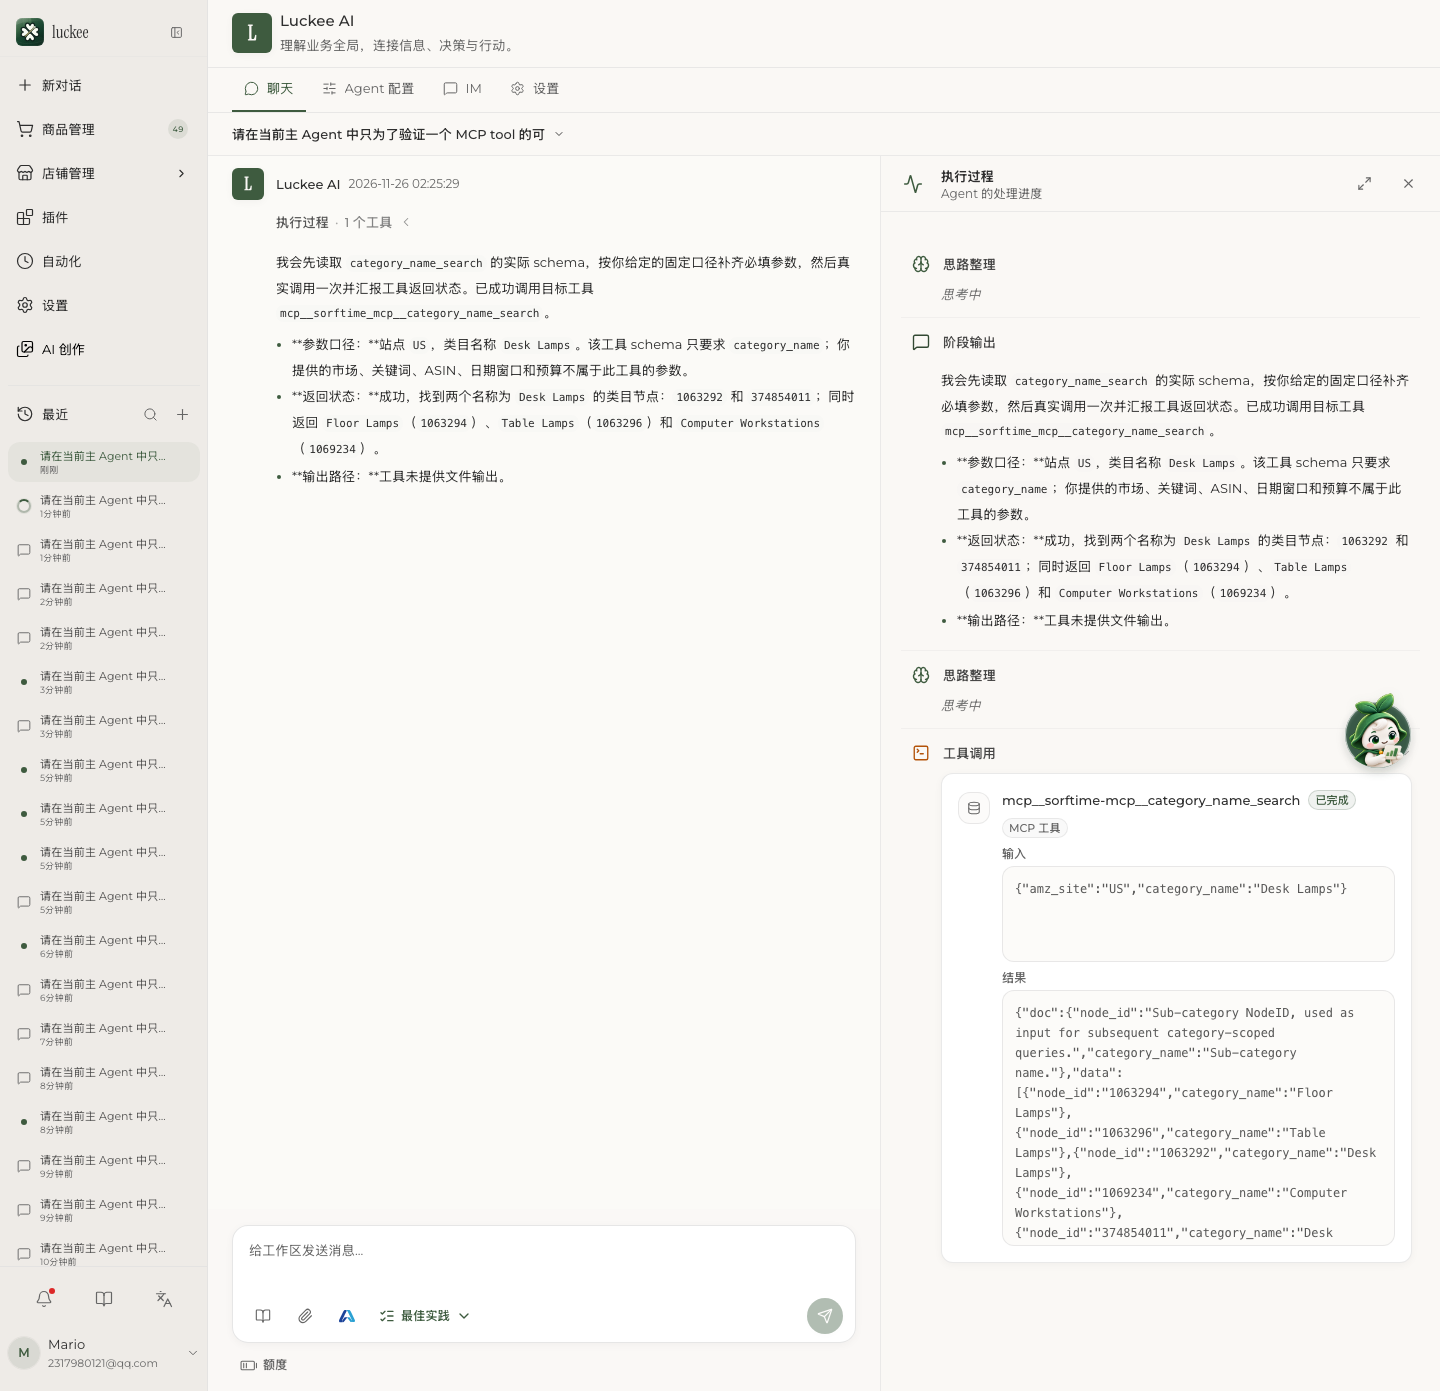 luckee
新对话
商品管理
49
店铺管理
插件
自动化
设置
AI 创作
最近
请在当前主 Agent 中只...
刚刚
请在当前主 Agent 中只...
1分钟前
请在当前主 Agent 中只...
1分钟前
请在当前主 Agent 中只...
2分钟前
请在当前主 Agent 中只...
2分钟前
请在当前主 Agent 中只...
3分钟前
请在当前主 Agent 中只...
3分钟前
请在当前主 Agent 中只...
5分钟前
请在当前主 Agent 中只...
5分钟前
请在当前主 Agent 中只...
5分钟前
请在当前主 Agent 中只...
5分钟前
请在当前主 Agent 中只...
6分钟前
请在当前主 Agent 中只...
6分钟前
请在当前主 Agent 中只...
7分钟前
请在当前主 Agent 中只...
8分钟前
请在当前主 Agent 中只...
8分钟前
请在当前主 Agent 中只...
9分钟前
请在当前主 Agent 中只...
9分钟前
请在当前主 Agent 中只...
10分钟前
M
Mario
2317980121@qq.com
L
Luckee AI
理解业务全局，连接信息、决策与行动。
聊天
Agent 配置
IM
设置
请在当前主 Agent 中只为了验证一个 MCP tool 的可
L
Luckee AI 2026-11-26 02:25:29
执行过程 · 1 个工具
我会先读取 category_name_search 的实际 schema，按你给定的固定口径补齐必填参数，然后真
实调用一次并汇报工具返回状态。已成功调用目标工具
mcp__sorftime_mcp__category_name_search 。
• **参数口径：**站点 US ，类目名称 Desk Lamps 。该工具 schema 只要求 category_name ；你
提供的市场、关键词、ASIN、日期窗口和预算不属于此工具的参数。
• **返回状态：**成功，找到两个名称为 Desk Lamps 的类目节点： 1063292 和 374854011 ；同时
返回 Floor Lamps （ 1063294 ）、 Table Lamps （ 1063296 ）和 Computer Workstations
（ 1069234 ）。
• **输出路径：**工具未提供文件输出。
给工作区发送消息...
最佳实践
额度
执行过程
Agent 的处理进度
思路整理
思考中
阶段输出
我会先读取 category_name_search 的实际 schema，按你给定的固定口径补齐
必填参数，然后真实调用一次并汇报工具返回状态。已成功调用目标工具
mcp__sorftime_mcp__category_name_search 。
• **参数口径：**站点 US ，类目名称 Desk Lamps 。该工具 schema 只要求
category_name ；你提供的市场、关键词、ASIN、日期窗口和预算不属于此
工具的参数。
• **返回状态：**成功，找到两个名称为 Desk Lamps 的类目节点： 1063292 和
374854011 ；同时返回 Floor Lamps （ 1063294 ）、 Table Lamps
（ 1063296 ）和 Computer Workstations （ 1069234 ）。
• **输出路径：**工具未提供文件输出。
思路整理
思考中
工具调用
mcp__sorftime-mcp__category_name_search 已完成
MCP 工具
输入
{"amz_site":"US","category_name":"Desk Lamps"}
结果
{"doc":{"node_id":"Sub-category NodeID, used as
input for subsequent category-scoped
queries.","category_name":"Sub-category
name."},"data":
[{"node_id":"1063294","category_name":"Floor
Lamps"},
{"node_id":"1063296","category_name":"Table
Lamps"},{"node_id":"1063292","category_name":"Desk
Lamps"},
{"node_id":"1069234","category_name":"Computer
Workstations"},
{"node_id":"374854011","category_name":"Desk